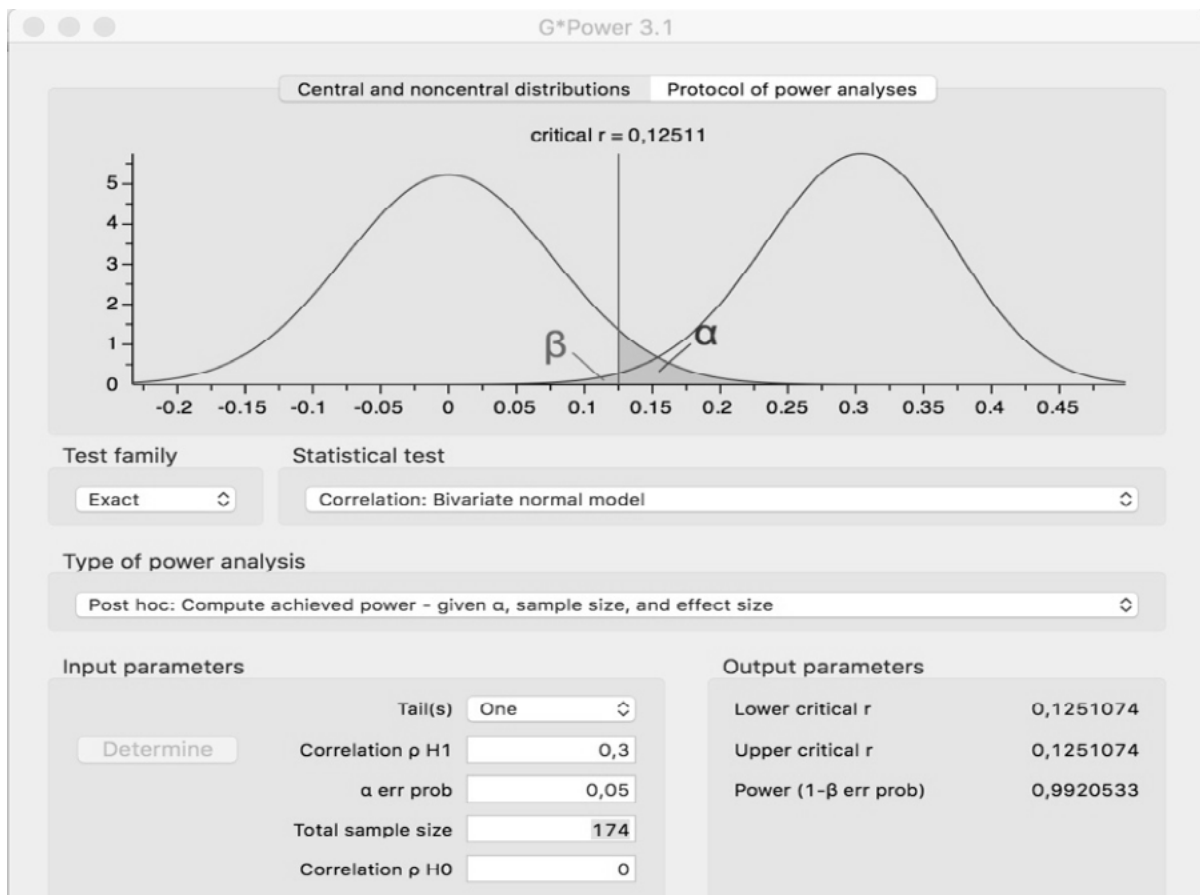 G*Power 3.1
Central and noncentral distributions Protocol of power analyses
critical r = 0,12511
5
4
3
2
1
0
β α
-0.2 -0.15 -0.1 -0.05 0 0.05 0.1 0.15 0.2 0.25 0.3 0.35 0.4 0.45
Test family Statistical test
Exact Correlation: Bivariate normal model
Type of power analysis
Post hoc: Compute achieved power - given α, sample size, and effect size
Input parameters Output parameters
Tail(s) One Lower critical r 0,1251074
Determine Correlation ρ H1 0,3 Upper critical r 0,1251074
α err prob 0,05 Power (1-β err prob) 0,9920533
Total sample size 174
Correlation ρ H0 0